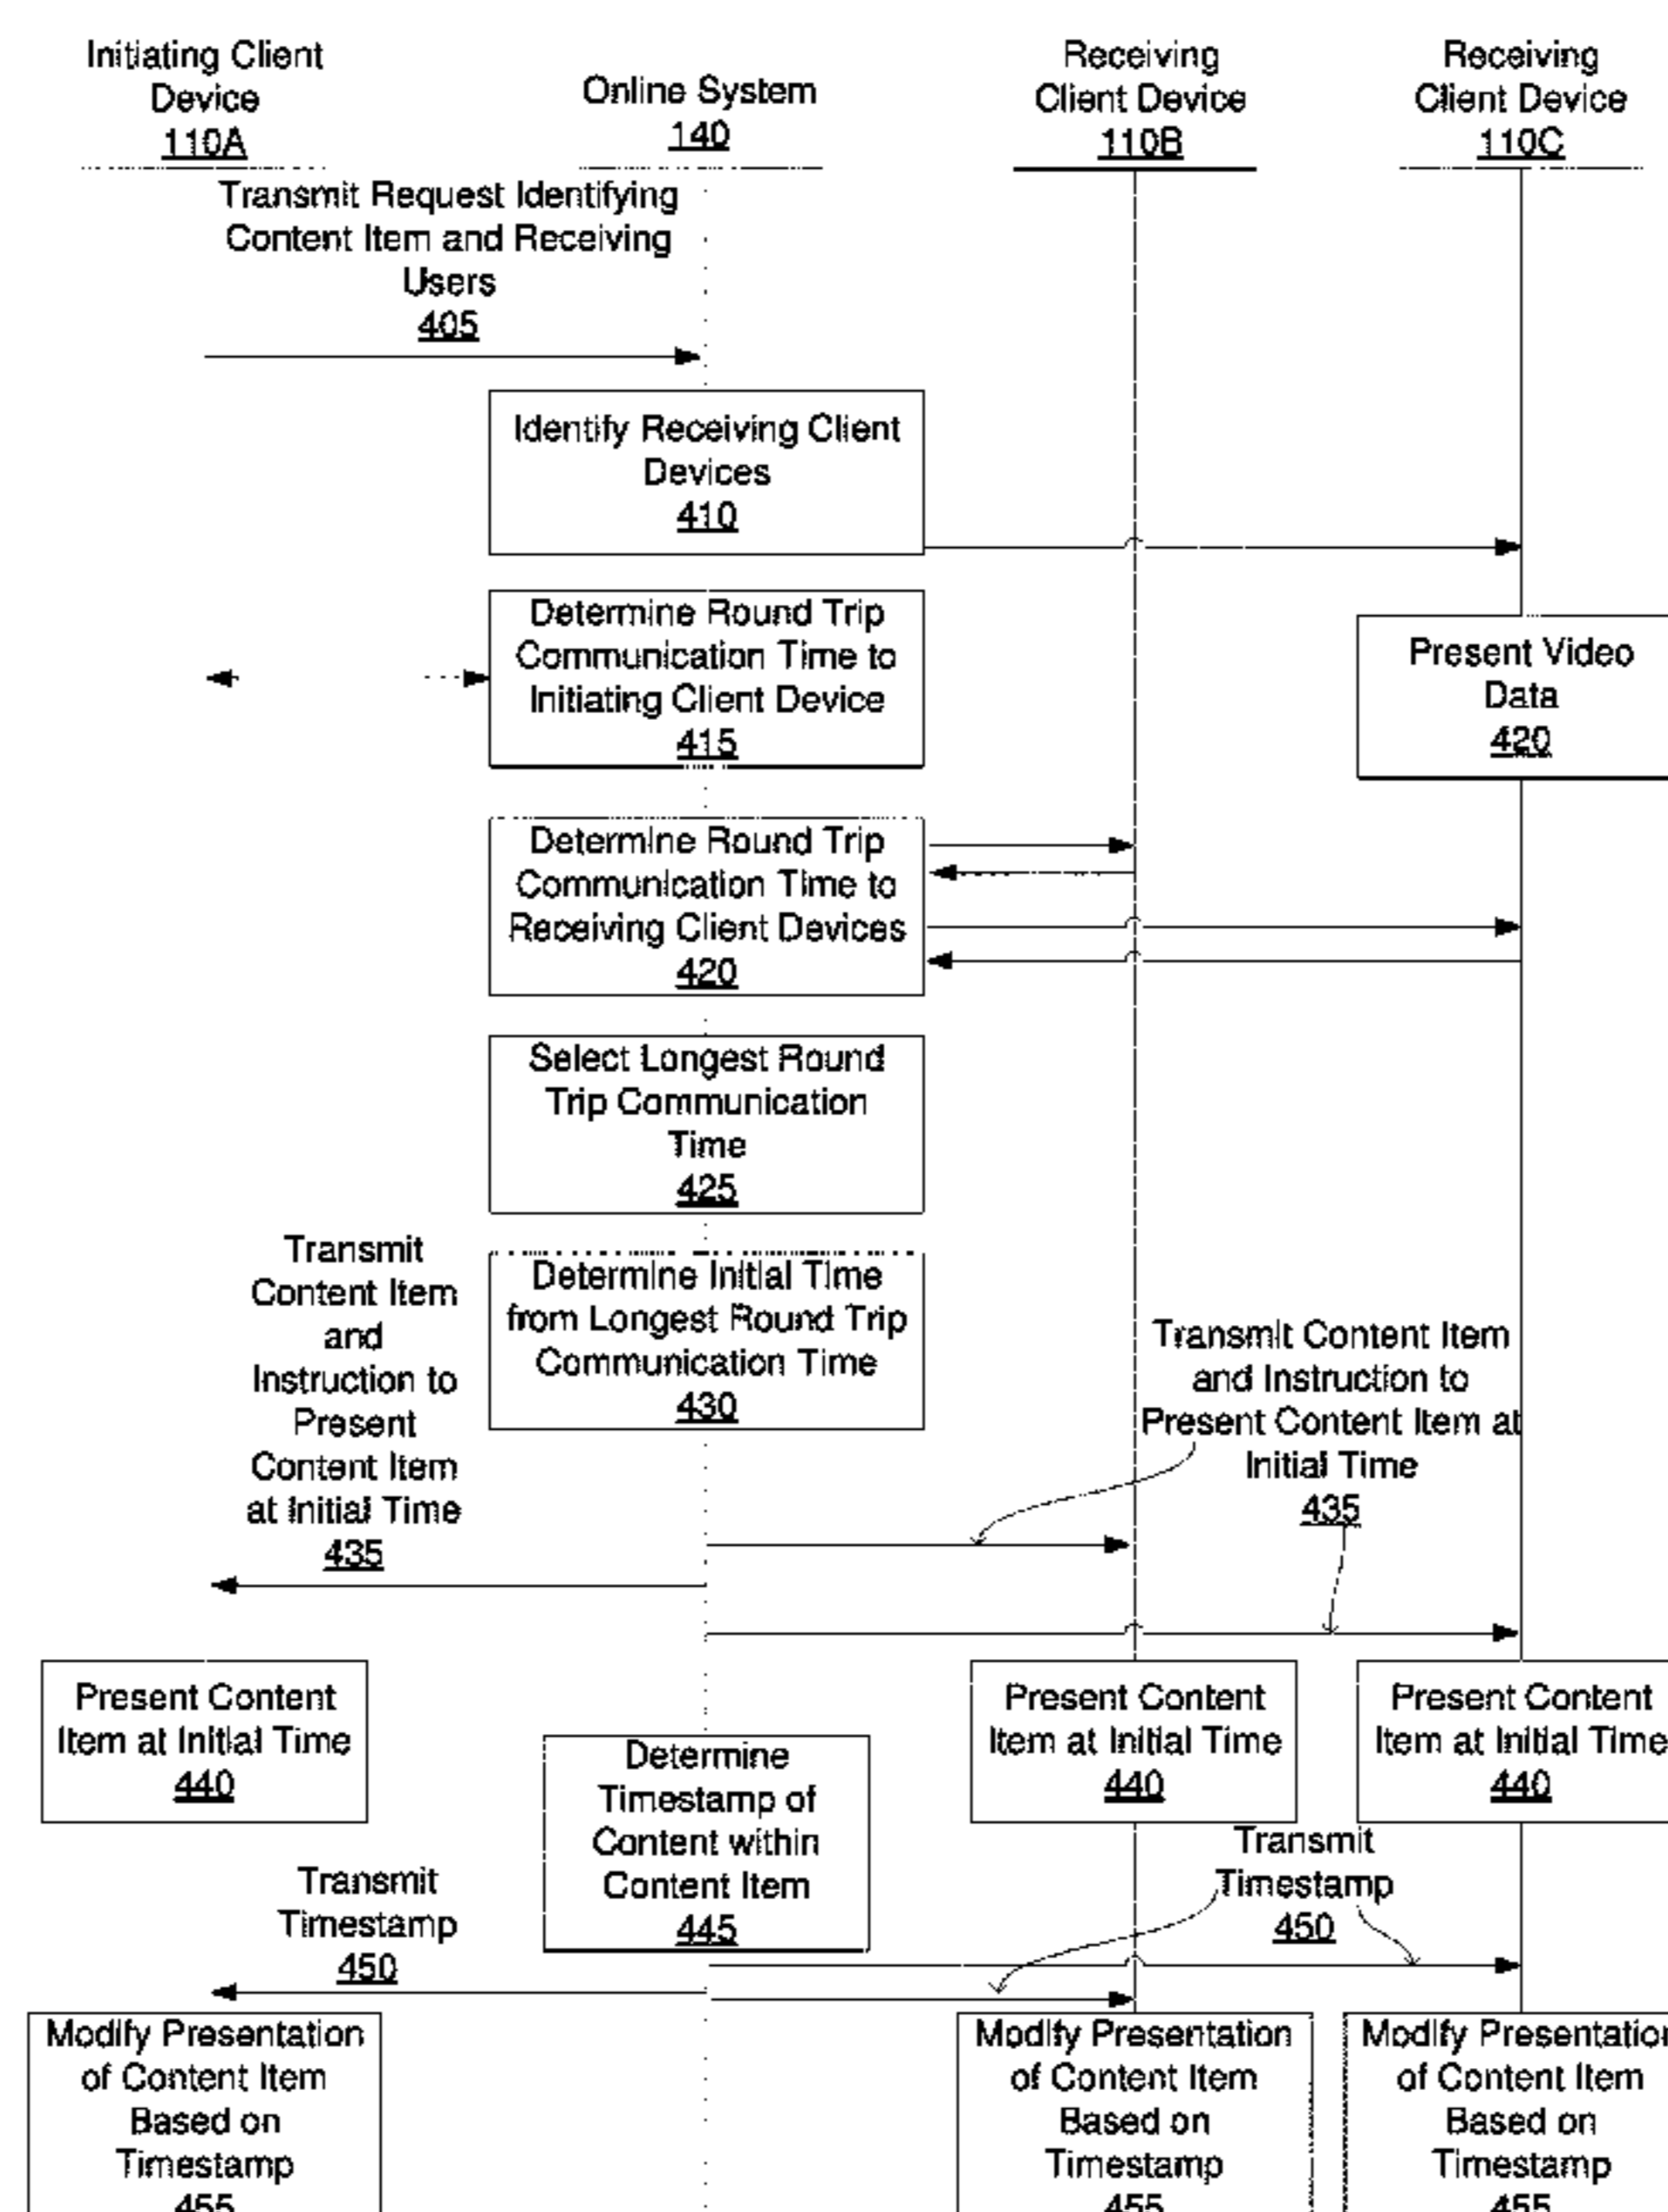 Initiating Client
Device
110A
Online System
140
Receiving
Client Device
110B
Receiving
Client Device
110C
Transmit Request Identifying
Content Item and Receiving
Users
405
Identify Receiving Client
Devices
410
Determine Round Trip
Communication Time to
Initiating Client Device
415
Present Video
Data
420
Determine Round Trip
Communication Time to
Receiving Client Devices
420
Select Longest Round
Trip Communication
Time
425
Transmit
Content Item
and
Instruction to
Present
Content Item
at Initial Time
435
Determine Initial Time
from Longest Round Trip
Communication Time
430
Transmit Content Item
and Instruction to
Present Content Item at
Initial Time
435
Present Content
Item at Initial Time
440
Determine
Timestamp of
Content within
Content Item
445
Present Content
Item at Initial Time
440
Present Content
Item at Initial Time
440
Transmit
Timestamp
450
Transmit
Timestamp
450
Modify Presentation
of Content Item
Based on
Timestamp
455
Modify Presentation
of Content Item
Based on
Timestamp
455
Modify Presentation
of Content Item
Based on
Timestamp
455